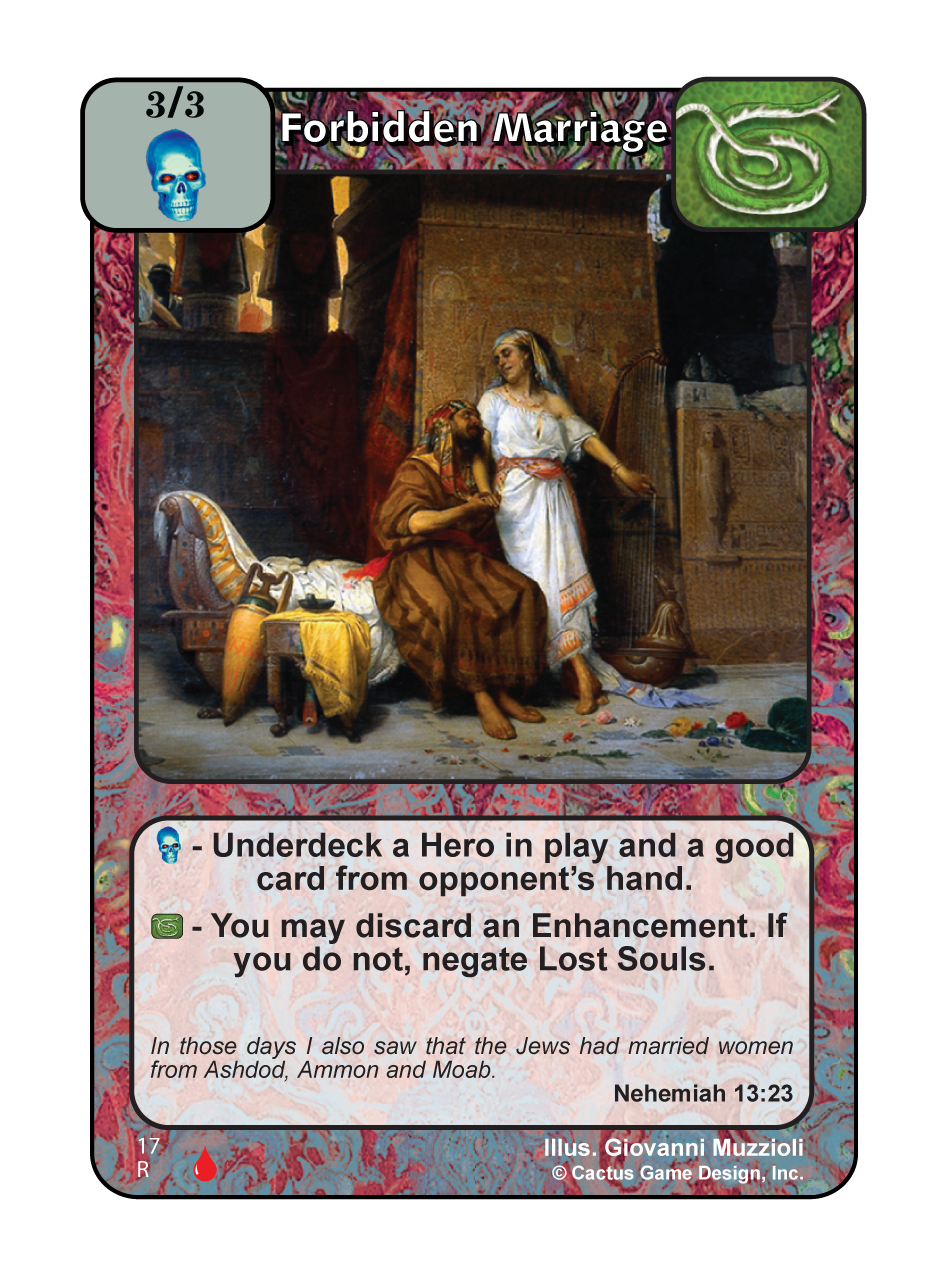 3/3
Forbidden Marriage
- Underdeck a Hero in play and a good
card from opponent’s hand.
- You may discard an Enhancement. If
you do not, negate Lost Souls.
In those days I also saw that the Jews had married women
from Ashdod, Ammon and Moab.
Nehemiah 13:23
17
R
Illus. Giovanni Muzzioli
© Cactus Game Design, Inc.